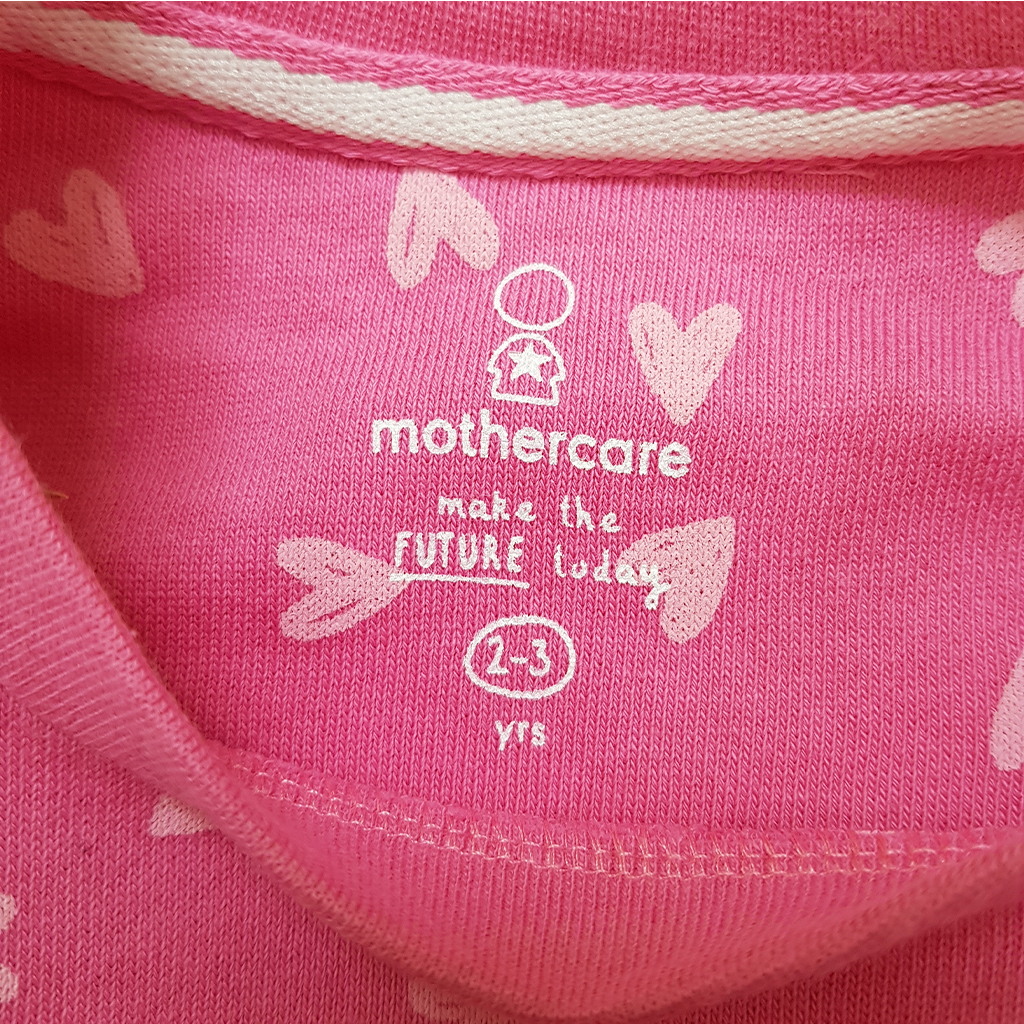 mothercare
make the
FUTURE today
2-3
yrs